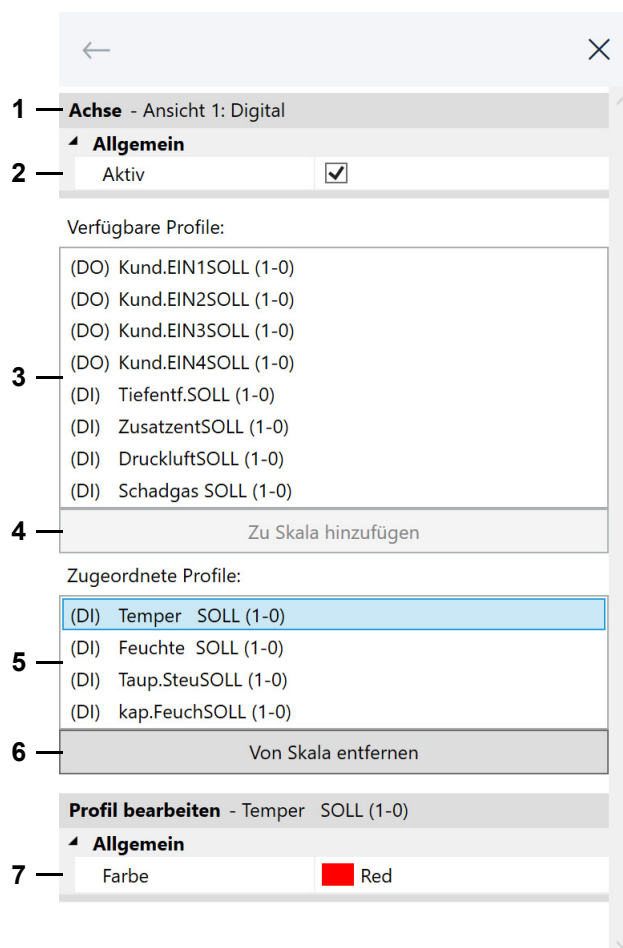 1 Achse - Ansicht 1: Digital
Allgemein
2 Aktiv
Verfügbare Profile:
(DO) Kund.EIN1SOLL (1-0)
(DO) Kund.EIN2SOLL (1-0)
(DO) Kund.EIN3SOLL (1-0)
(DO) Kund.EIN4SOLL (1-0)
3
(DI) Tiefentf.SOLL (1-0)
(DI) ZusatzentSOLL (1-0)
(DI) DruckluftSOLL (1-0)
(DI) Schadgas SOLL (1-0)
4 Zu Skala hinzufügen
Zugeordnete Profile:
(DI) Temper SOLL (1-0)
(DI) Feuchte SOLL (1-0)
5
(DI) Taup.SteuSOLL (1-0)
(DI) kap.FeuchSOLL (1-0)
6 Von Skala entfernen
Profil bearbeiten - Temper SOLL (1-0)
Allgemein
7 Farbe Red